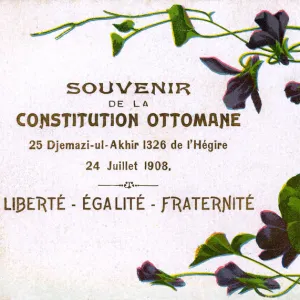 SOUVENIR
DE LA
CONSTITUTION OTTOMANE
25 Djemazi-ul-Akhir 1326 de l'Hégire
24 Juillet 1908.
LIBERTÉ - ÉGALITÉ - FRATERNITÉ